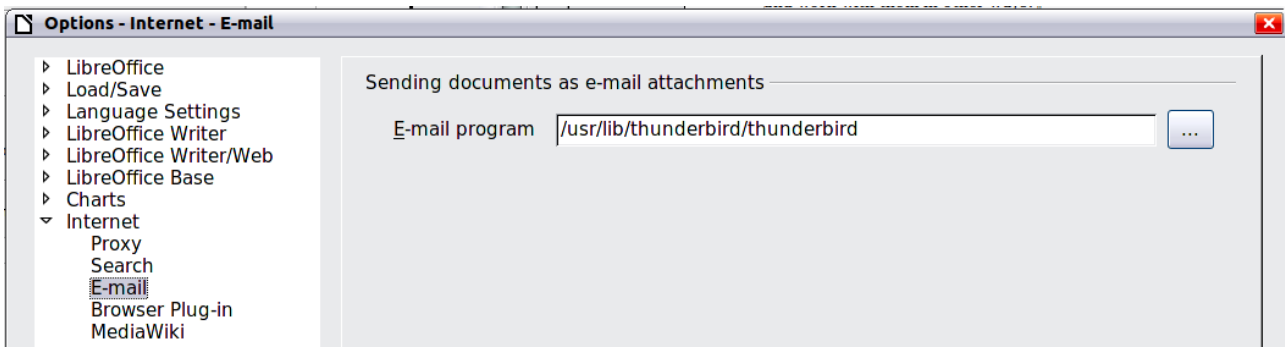 Options - Internet - E-mail
LibreOffice
Load/Save
Language Settings
LibreOffice Writer
LibreOffice Writer/Web
LibreOffice Base
Charts
Internet
Proxy
Search
E-mail
Browser Plug-in
MediaWiki
Sending documents as e-mail attachments
E-mail program /usr/lib/thunderbird/thunderbird ...